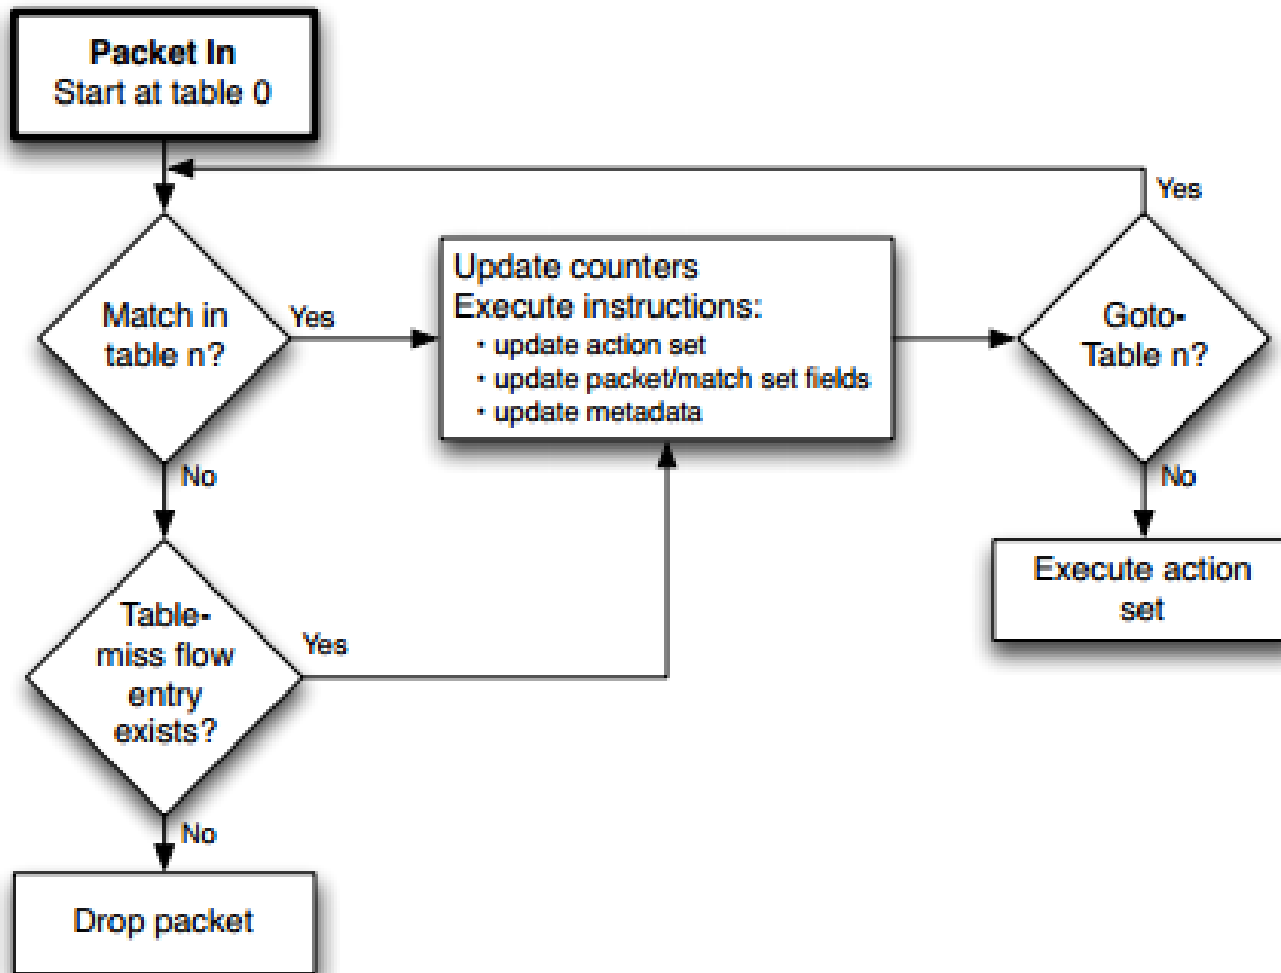 Packet In
Start at table 0
Yes
Match in
table n?
Yes
Update counters
Execute instructions:
• update action set
• update packet/match set fields
• update metadata
Goto-
Table n?
No
No
Execute action
set
Table-
miss flow
entry
exists?
Yes
No
Drop packet